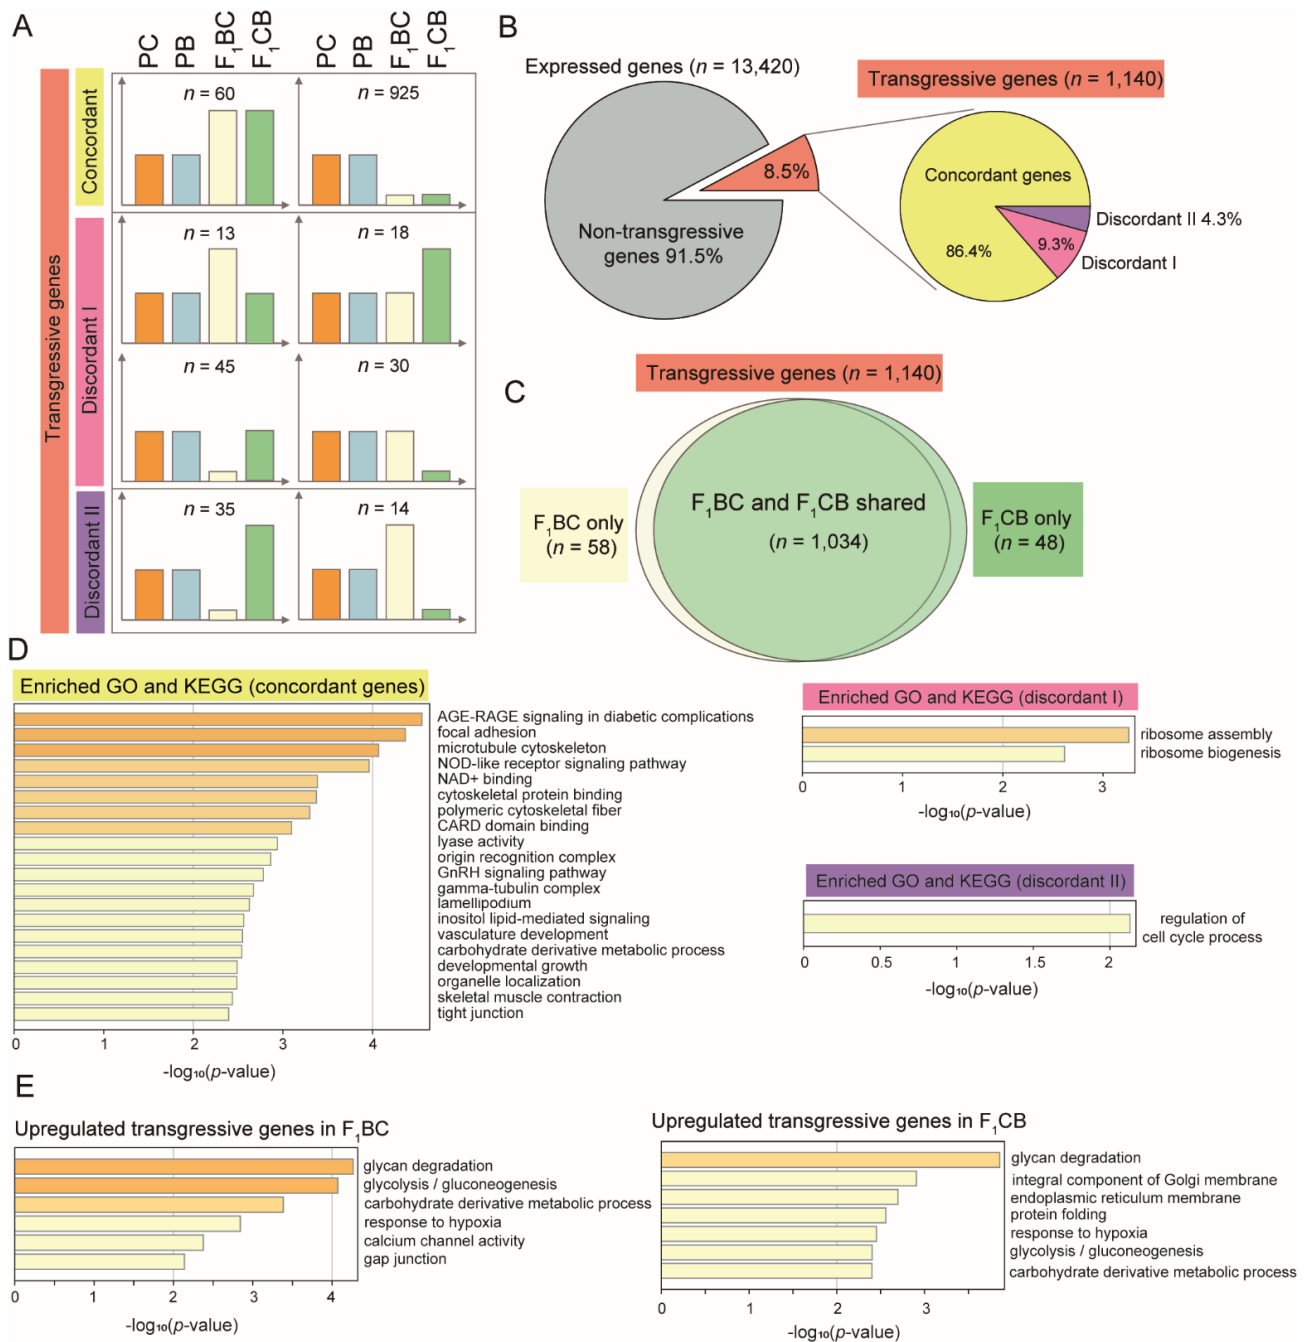 A
PC
PB
F₁BC
F₁CB
PC
PB
F₁BC
F₁CB
Transgressive genes
Concordant
n = 60
n = 925
Discordant I
n = 13
n = 18
n = 45
n = 30
Discordant II
n = 35
n = 14
B
Expressed genes (n = 13,420)
8.5%
Non-transgressive
genes 91.5%
Transgressive genes (n = 1,140)
Concordant genes
86.4%
Discordant II 4.3%
9.3%
Discordant I
C
Transgressive genes (n = 1,140)
F₁BC only
(n = 58)
F₁BC and F₁CB shared
(n = 1,034)
F₁CB only
(n = 48)
D
Enriched GO and KEGG (concordant genes)
AGE-RAGE signaling in diabetic complications
focal adhesion
microtubule cytoskeleton
NOD-like receptor signaling pathway
NAD+ binding
cytoskeletal protein binding
polymeric cytoskeletal fiber
CARD domain binding
lyase activity
origin recognition complex
GnRH signaling pathway
gamma-tubulin complex
lamellipodium
inositol lipid-mediated signaling
vasculature development
carbohydrate derivative metabolic process
developmental growth
organelle localization
skeletal muscle contraction
tight junction
0 1 2 3 4
-log₁₀(p-value)
Enriched GO and KEGG (discordant I)
ribosome assembly
ribosome biogenesis
0 1 2 3
-log₁₀(p-value)
Enriched GO and KEGG (discordant II)
regulation of
cell cycle process
0 0.5 1 1.5 2
-log₁₀(p-value)
E
Upregulated transgressive genes in F₁BC
glycan degradation
glycolysis / gluconeogenesis
carbohydrate derivative metabolic process
response to hypoxia
calcium channel activity
gap junction
0 2 4
-log₁₀(p-value)
Upregulated transgressive genes in F₁CB
glycan degradation
integral component of Golgi membrane
endoplasmic reticulum membrane
protein folding
response to hypoxia
glycolysis / gluconeogenesis
carbohydrate derivative metabolic process
0 1 2 3
-log₁₀(p-value)